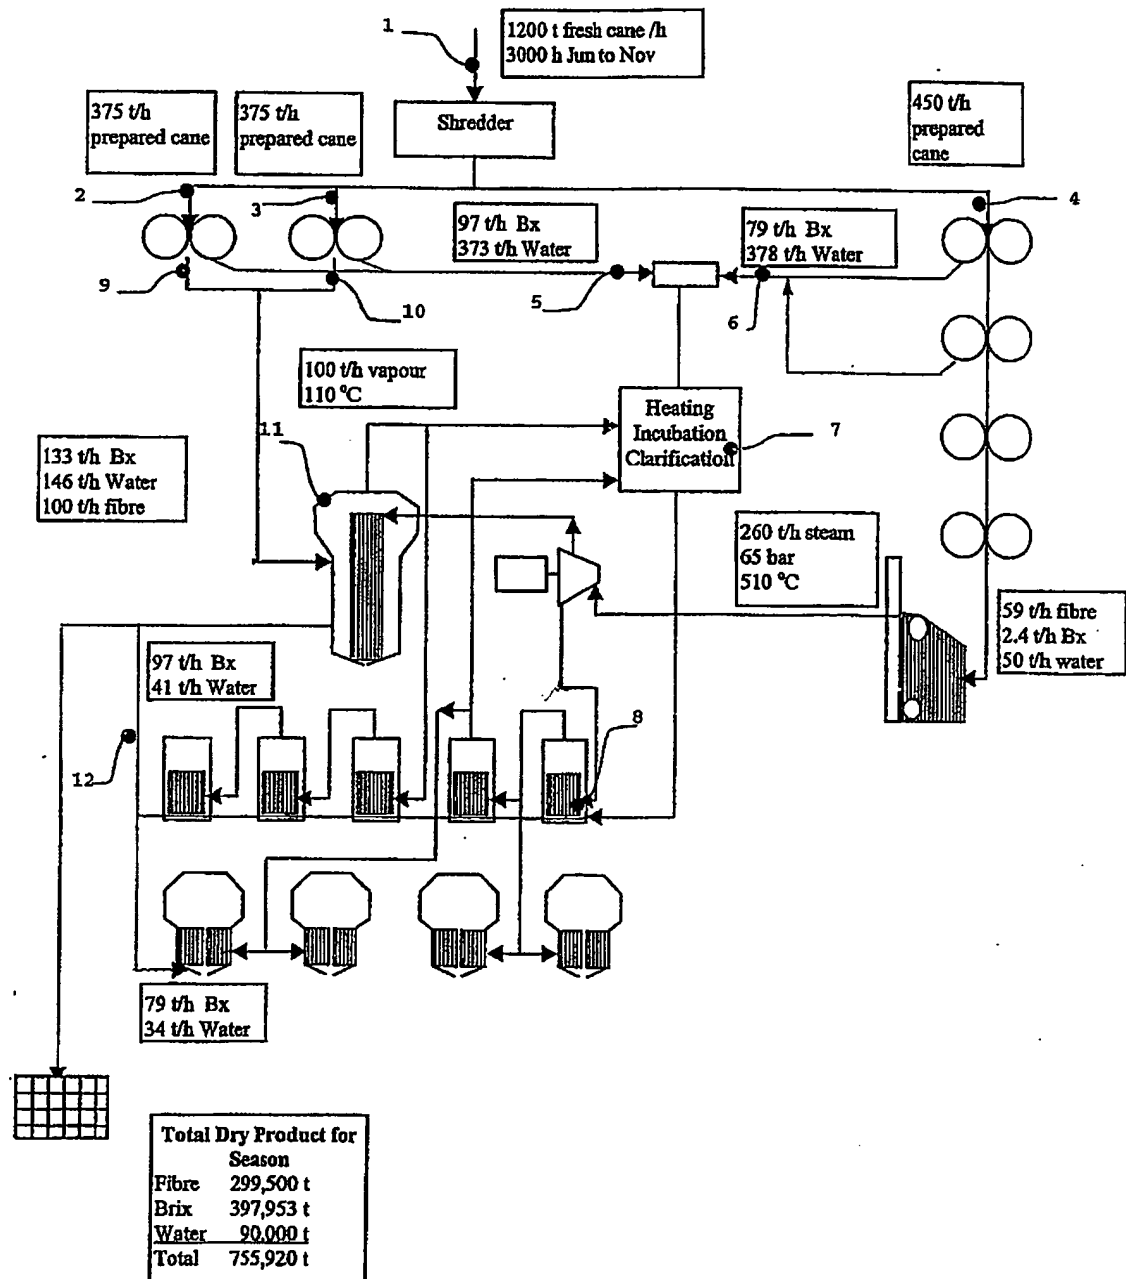 1
1200 t fresh cane /h
3000 h Jun to Nov
375 t/h
prepared cane
375 t/h
prepared cane
Shredder
450 t/h
prepared
cane
2
3
4
97 t/h Bx
373 t/h Water
79 t/h Bx
378 t/h Water
9
10
5
6
100 t/h vapour
110 °C
Heating
Incubation
Clarification
7
11
133 t/h Bx
146 t/h Water
100 t/h fibre
260 t/h steam
65 bar
510 °C
59 t/h fibre
2.4 t/h Bx
50 t/h water
97 t/h Bx
41 t/h Water
8
12
79 t/h Bx
34 t/h Water
Total Dry Product for
Season
Fibre 299,500 t
Brix 397,953 t
Water 90.000 t
Total 755,920 t